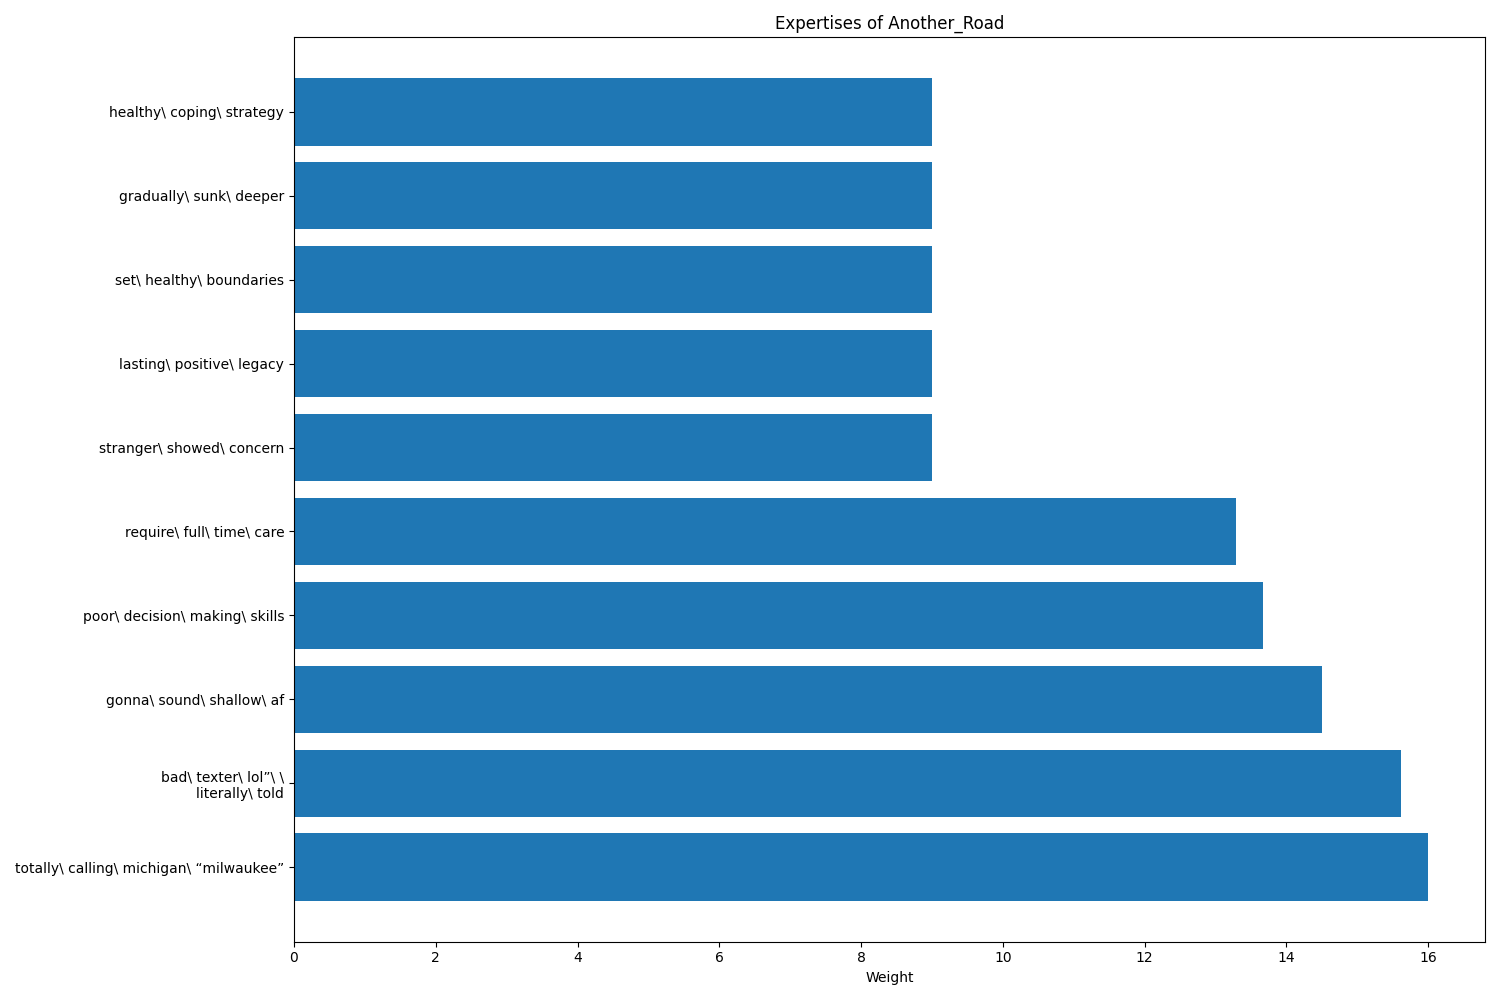 Expertises of Another_Road
healthy\ coping\ strategy
gradually\ sunk\ deeper
set\ healthy\ boundaries
lasting\ positive\ legacy
stranger\ showed\ concern
require\ full\ time\ care
poor\ decision\ making\ skills
gonna\ sound\ shallow\ af
bad\ texter\ lol”\ \
literally\ told
totally\ calling\ michigan\ “milwaukee”
0 2 4 6 8 10 12 14 16
Weight